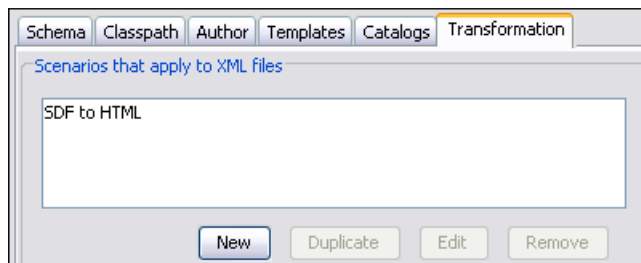 Schema Classpath Author Templates Catalogs Transformation
Scenarios that apply to XML files
SDF to HTML
New Duplicate Edit Remove